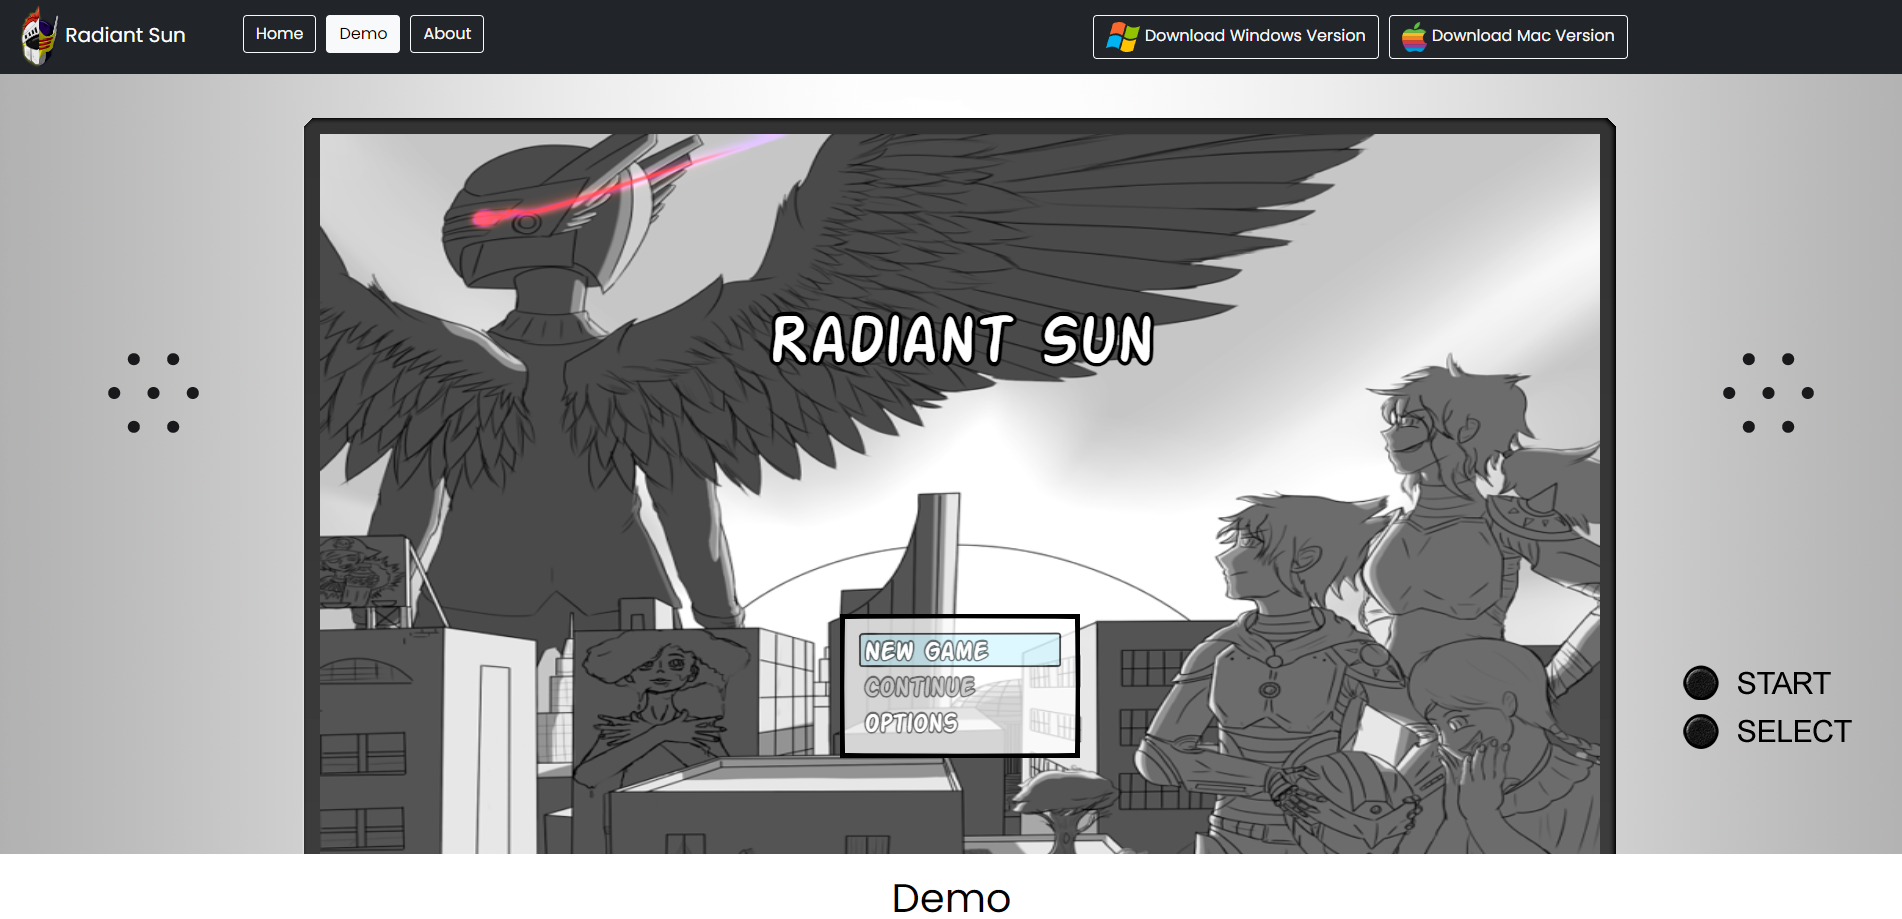 Radiant Sun
Home
Demo
About
Download Windows Version
Download Mac Version
RADIANT SUN
NEW GAME
CONTINUE
OPTIONS
START
SELECT
Demo